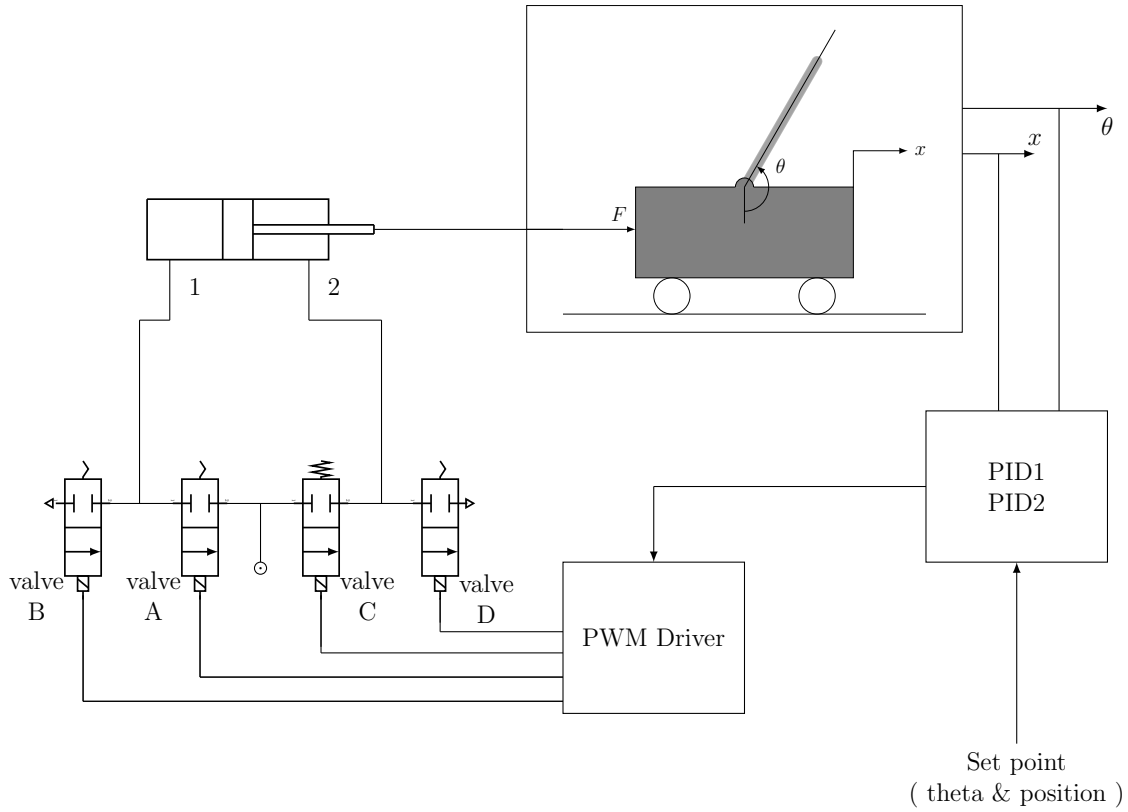 θ
x
θ
x
F
1
2
PID1
PID2
valve
B
valve
A
valve
C
valve
D
PWM Driver
Set point
( theta & position )